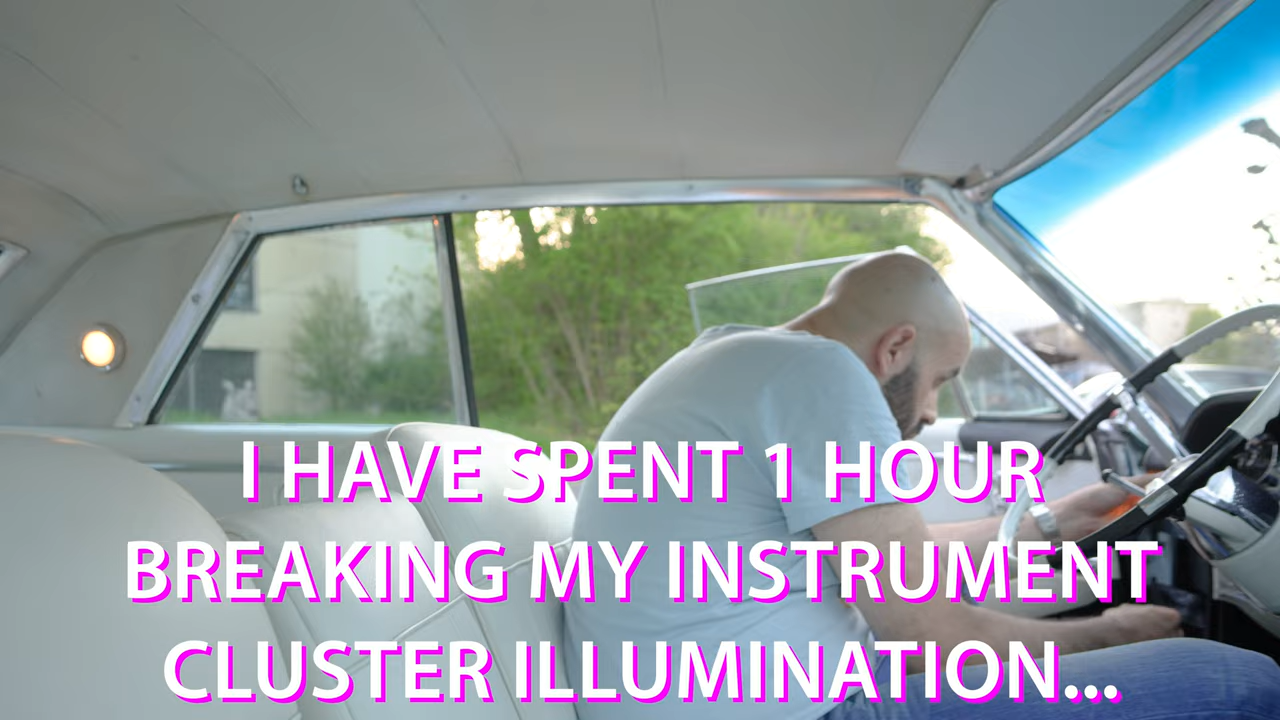 I HAVE SPENT 1 HOUR
BREAKING MY INSTRUMENT
CLUSTER ILLUMINATION...